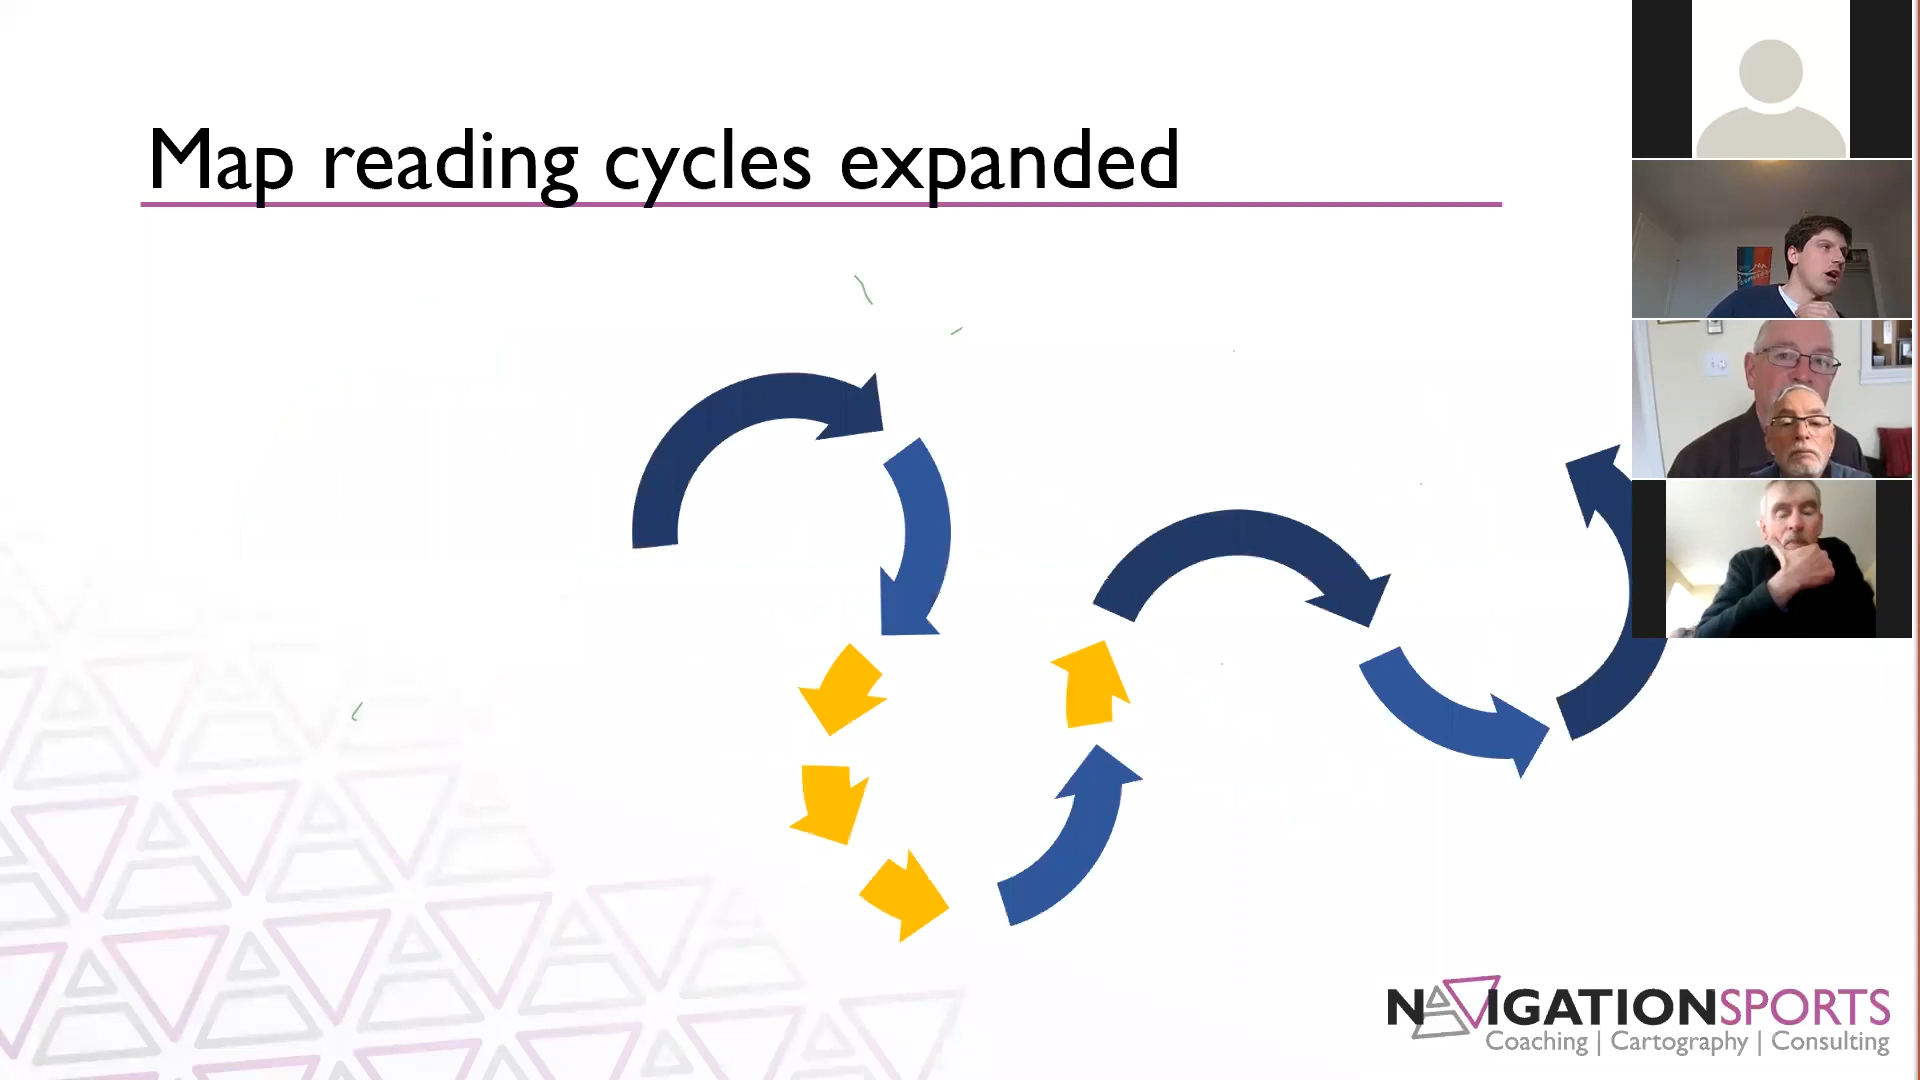 Map reading cycles expanded
NAVIGATIONSPORTS
Coaching | Cartography | Consulting